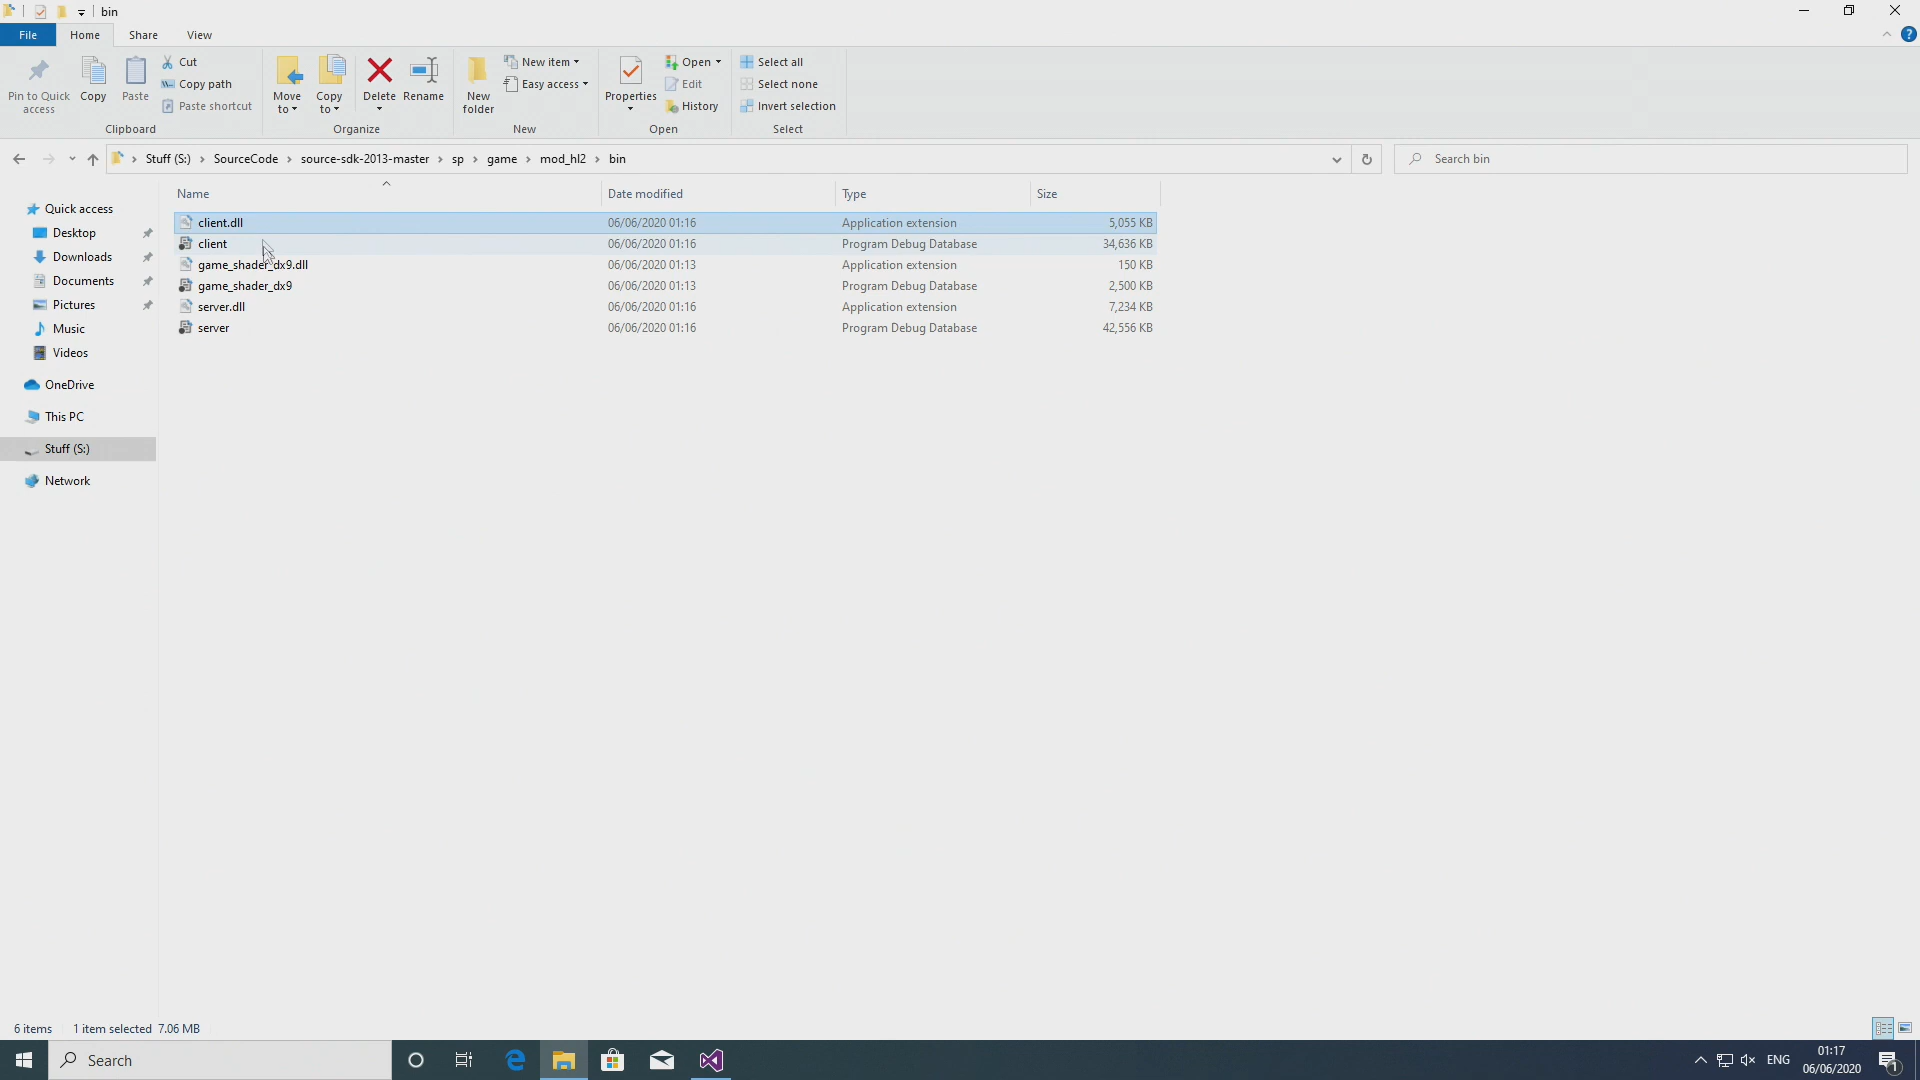 bin
File Home Share View
Pin to Quick access
Copy
Paste
Cut
Copy path
Paste shortcut
Clipboard
Move to
Copy to
Delete
Rename
Organize
New folder
New item
Easy access
New
Properties
Open
Edit
History
Open
Select all
Select none
Invert selection
Select
Stuff (S:) SourceCode source-sdk-2013-master sp game mod_hl2 bin
Search bin
Quick access
Desktop
Downloads
Documents
Pictures
Music
Videos
OneDrive
This PC
Stuff (S:)
Network
Name Date modified Type Size
client.dll 06/06/2020 01:16 Application extension 5,055 KB
client 06/06/2020 01:16 Program Debug Database 34,636 KB
game_shader_dx9.dll 06/06/2020 01:13 Application extension 150 KB
game_shader_dx9 06/06/2020 01:13 Program Debug Database 2,500 KB
server.dll 06/06/2020 01:16 Application extension 7,234 KB
server 06/06/2020 01:16 Program Debug Database 42,556 KB
6 items 1 item selected 7.06 MB
Search
ENG
01:17
06/06/2020
1